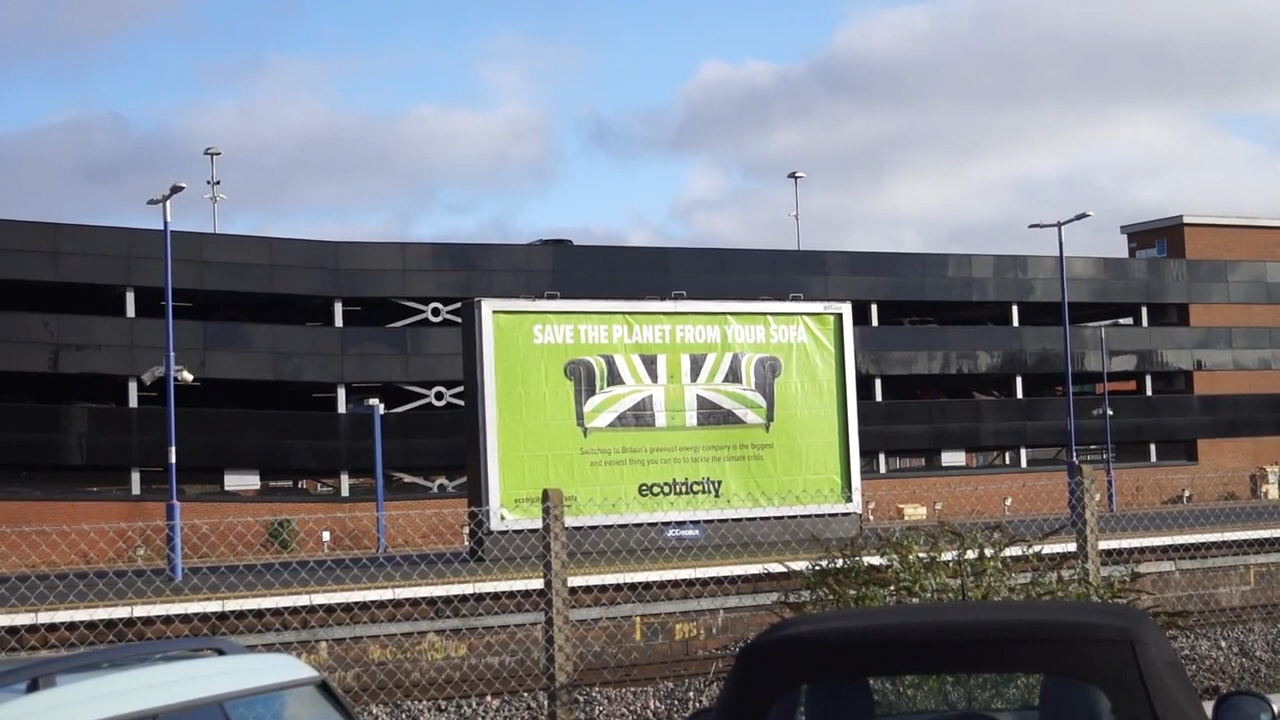 SAVE THE PLANET FROM YOUR SOFA
Switching to Britain's greenest energy company is the biggest
and easiest thing you can do to tackle the climate crisis.
ecotricity
JCDecaux